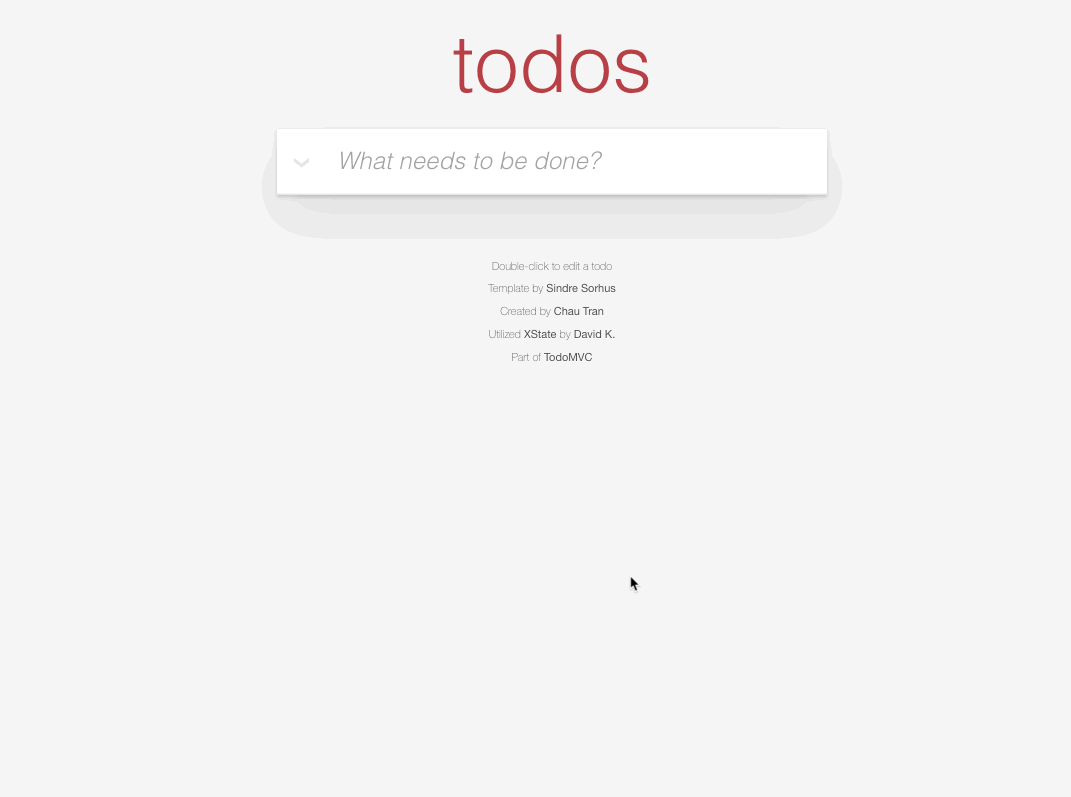 todos
What needs to be done?
Double-click to edit a todo
Template by Sindre Sorhus
Created by Chau Tran
Utilized XState by David K.
Part of TodoMVC